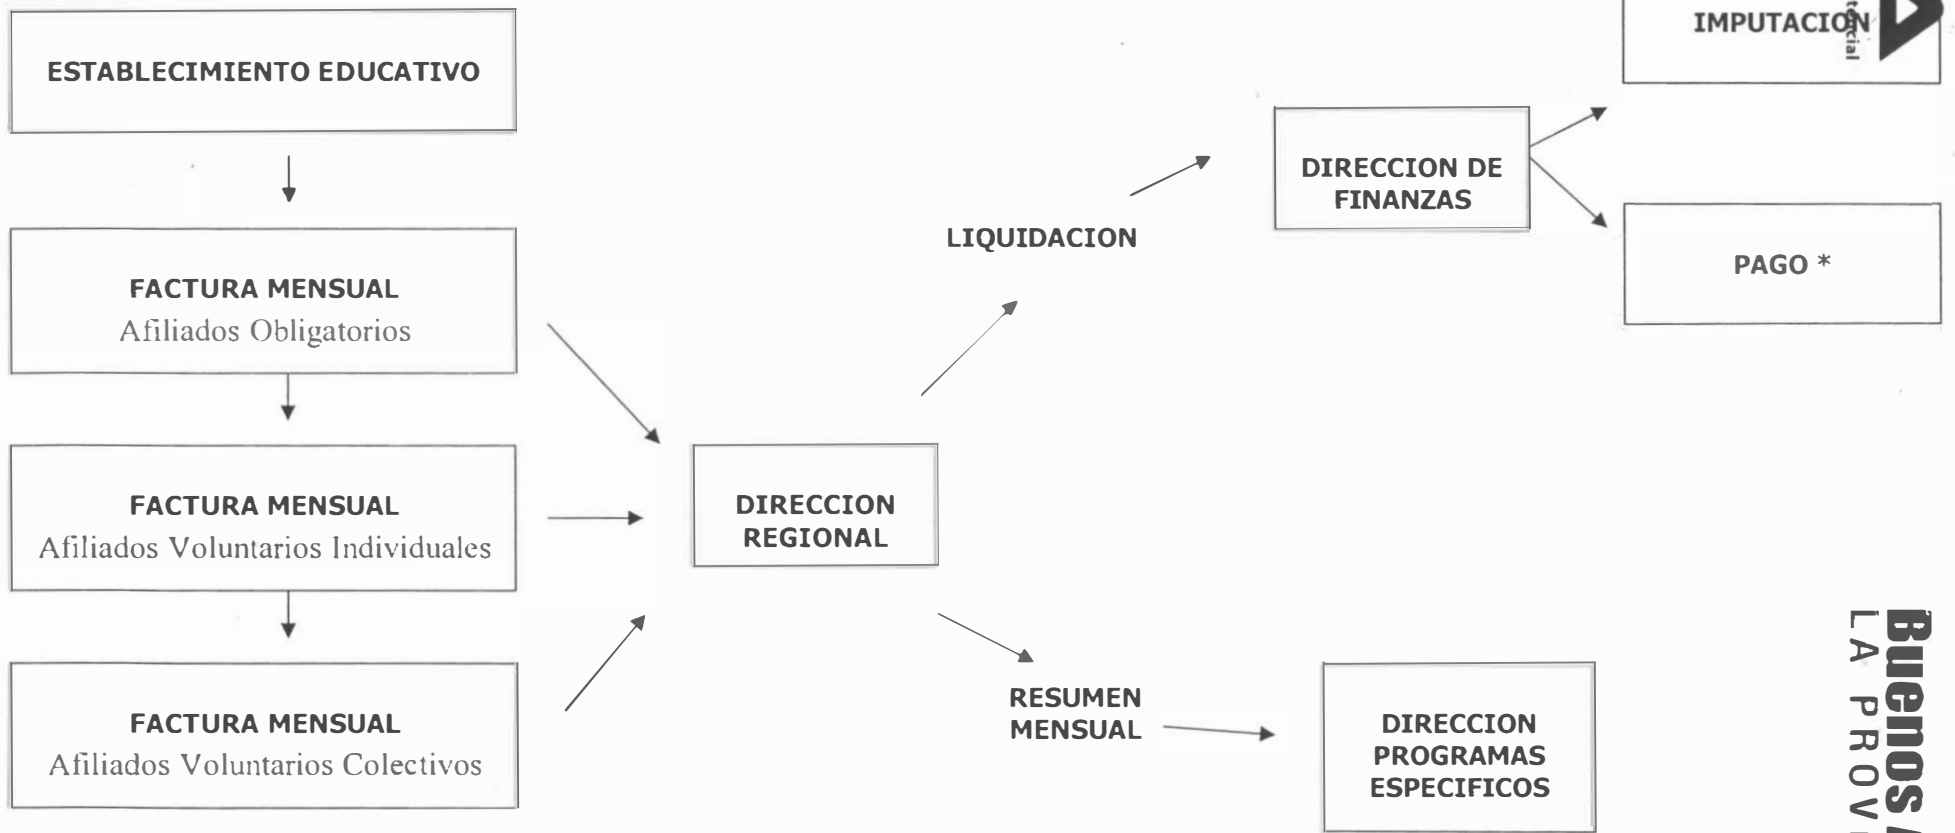 ESTABLECIMIENTO EDUCATIVO
FACTURA MENSUAL
Afiliados Obligatorios
FACTURA MENSUAL
Afiliados Voluntarios Individuales
FACTURA MENSUAL
Afiliados Voluntarios Colectivos
DIRECCION
REGIONAL
LIQUIDACION
DIRECCION DE
FINANZAS
IMPUTACION
PAGO *
RESUMEN
MENSUAL
DIRECCION
PROGRAMAS
ESPECIFICOS
Buenos
LA